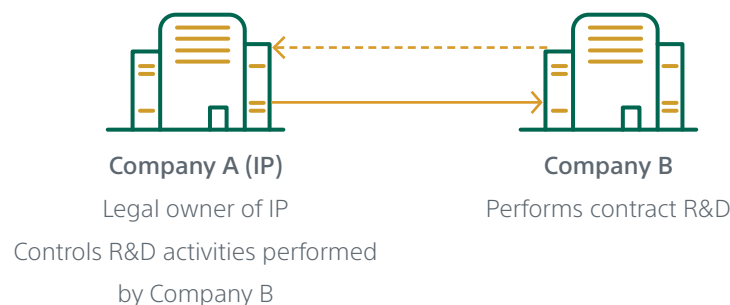 Company A (IP)
Legal owner of IP
Controls R&D activities performed
by Company B
Company B
Performs contract R&D